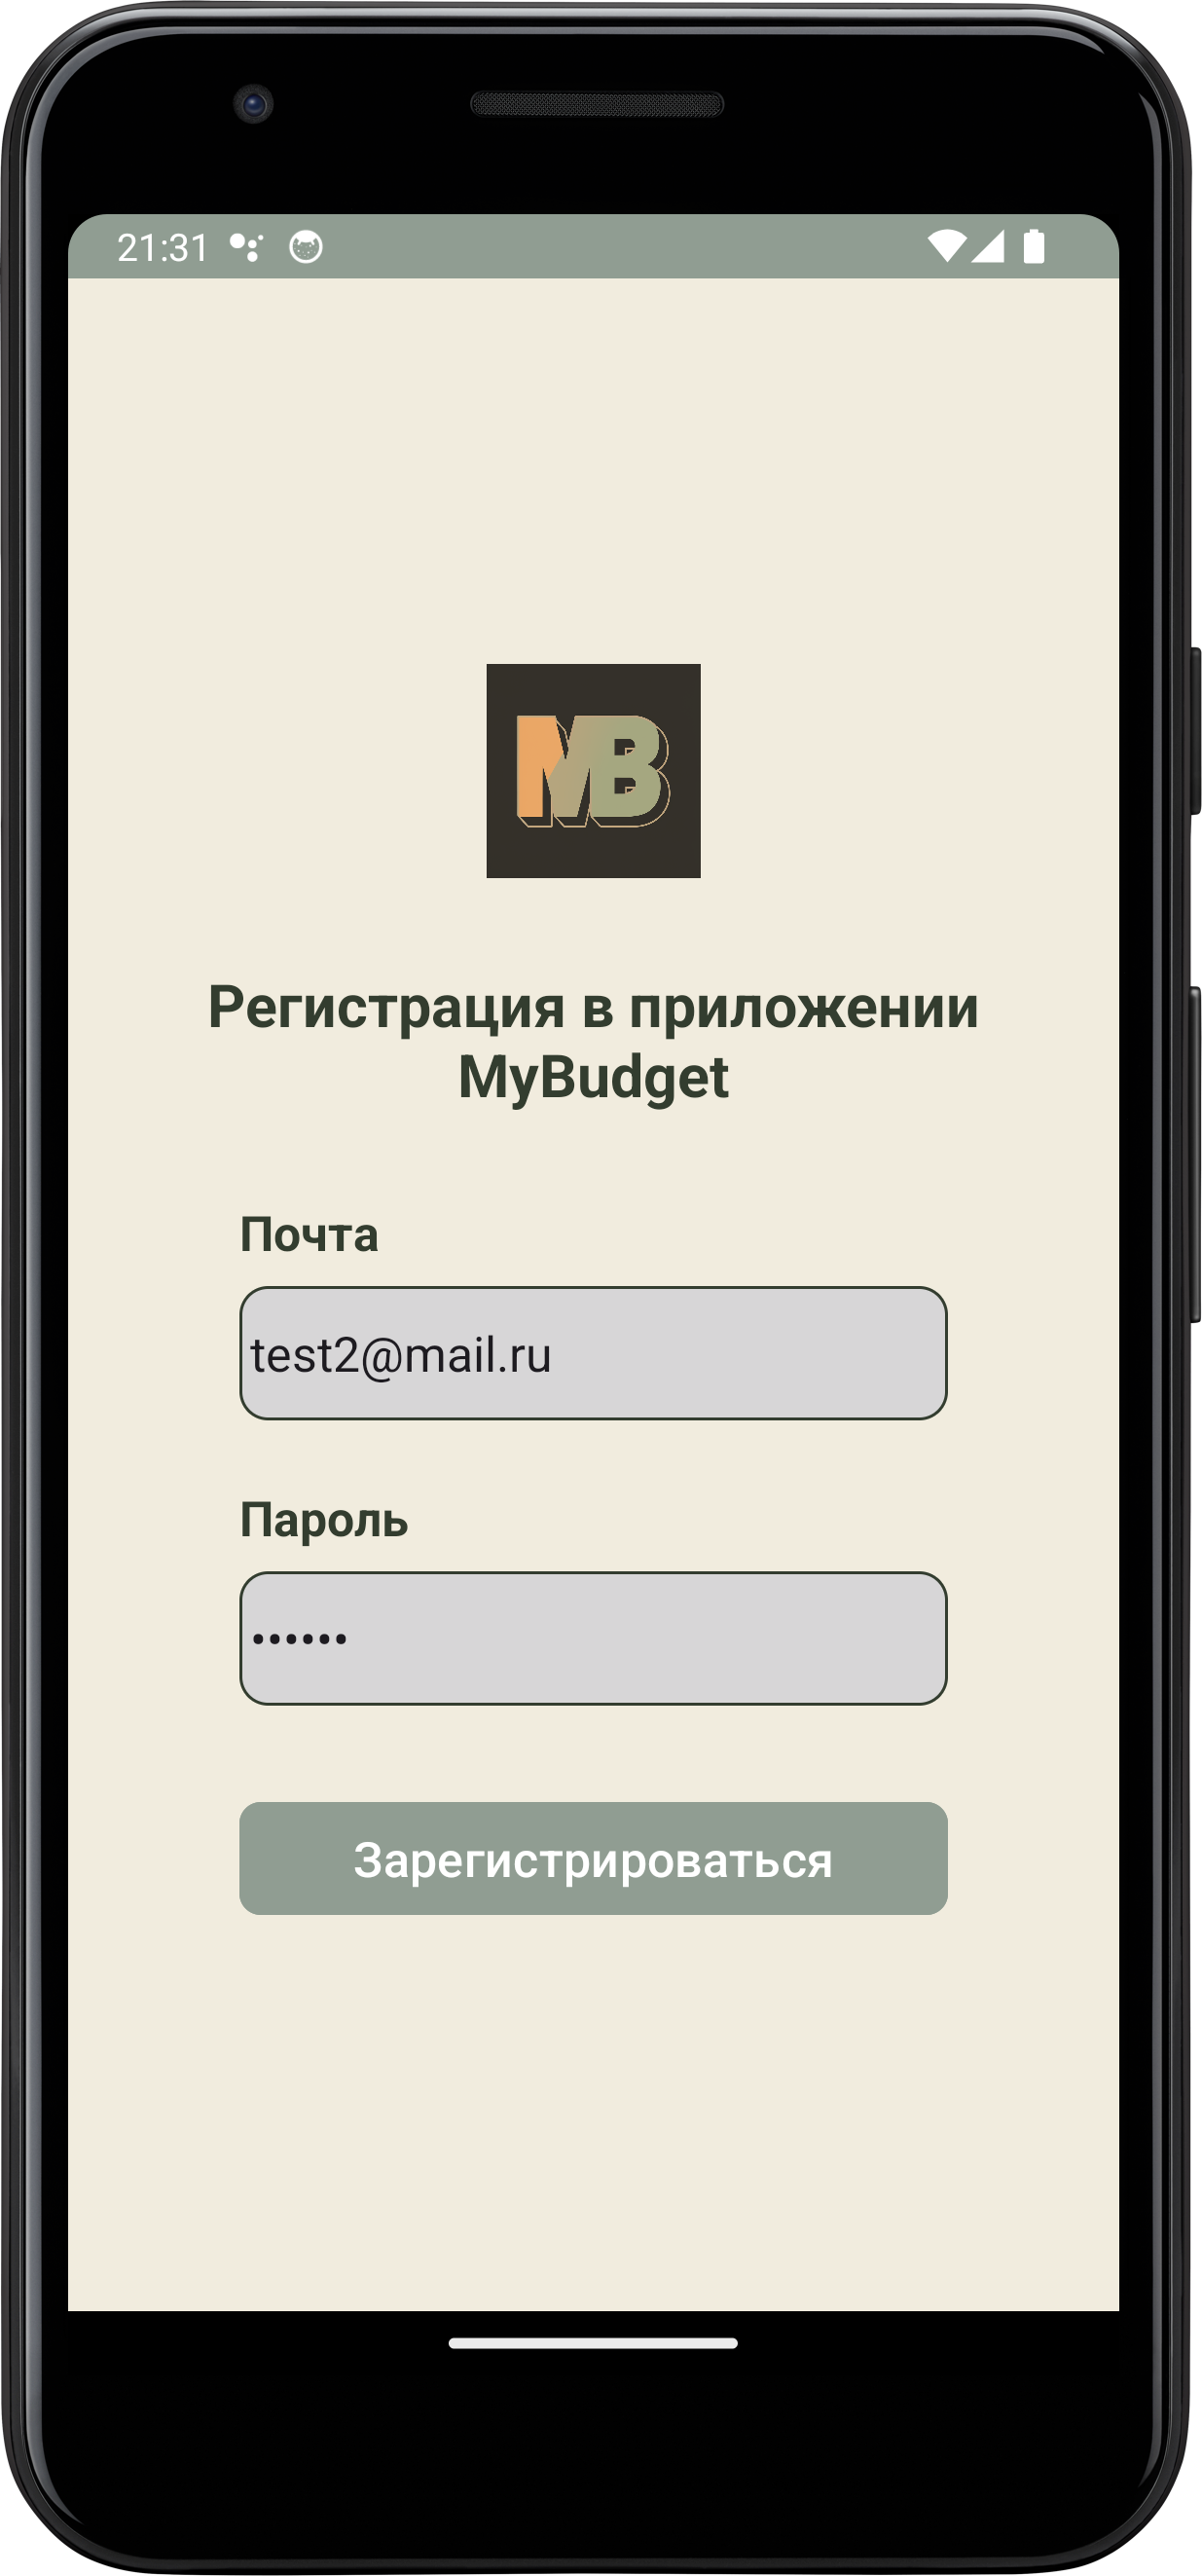 21:31
MB
Регистрация в приложении
MyBudget
Почта
test2@mail.ru
Пароль
••••••
Зарегистрироваться